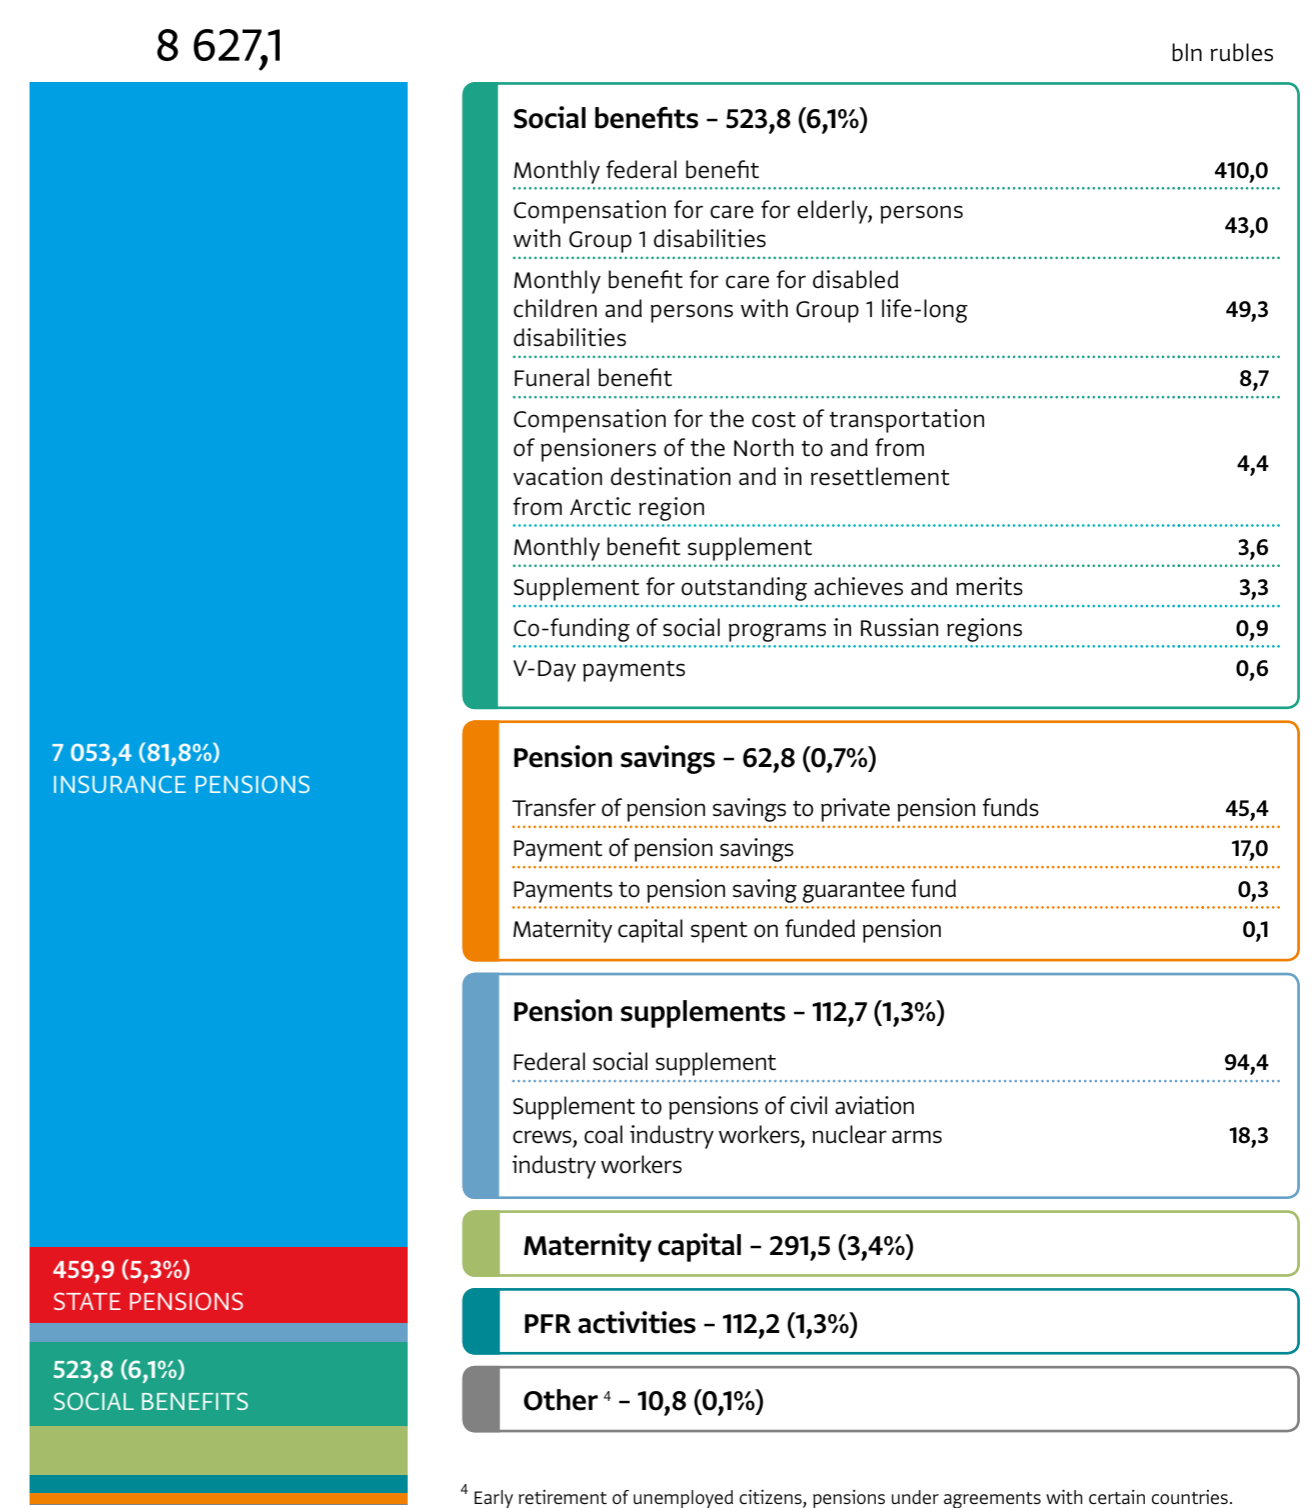 8 627,1
bln rubles
7 053,4 (81,8%)
INSURANCE PENSIONS
459,9 (5,3%)
STATE PENSIONS
523,8 (6,1%)
SOCIAL BENEFITS
Social benefits – 523,8 (6,1%)
Monthly federal benefit 410,0
Compensation for care for elderly, persons
with Group 1 disabilities 43,0
Monthly benefit for care for disabled
children and persons with Group 1 life-long 49,3
disabilities
Funeral benefit 8,7
Compensation for the cost of transportation
of pensioners of the North to and from
vacation destination and in resettlement 4,4
from Arctic region
Monthly benefit supplement 3,6
Supplement for outstanding achieves and merits 3,3
Co-funding of social programs in Russian regions 0,9
V-Day payments 0,6
Pension savings – 62,8 (0,7%)
Transfer of pension savings to private pension funds 45,4
Payment of pension savings 17,0
Payments to pension saving guarantee fund 0,3
Maternity capital spent on funded pension 0,1
Pension supplements – 112,7 (1,3%)
Federal social supplement 94,4
Supplement to pensions of civil aviation
crews, coal industry workers, nuclear arms 18,3
industry workers
Maternity capital – 291,5 (3,4%)
PFR activities – 112,2 (1,3%)
Other ⁴ – 10,8 (0,1%)
⁴ Early retirement of unemployed citizens, pensions under agreements with certain countries.